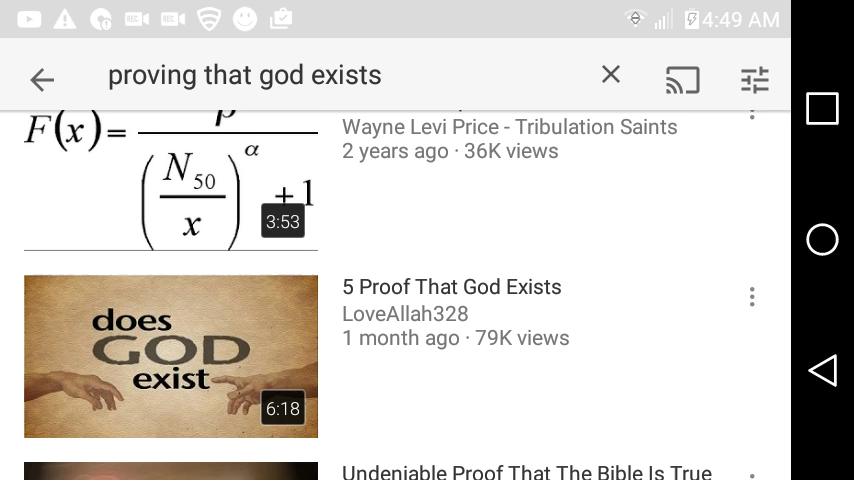 4:49 AM
proving that god exists
F(x)=
α
N50
x
+1
3:53
Wayne Levi Price - Tribulation Saints
2 years ago · 36K views
does
GOD
exist
6:18
5 Proof That God Exists
LoveAllah328
1 month ago · 79K views
Undeniable Proof That The Bible Is True